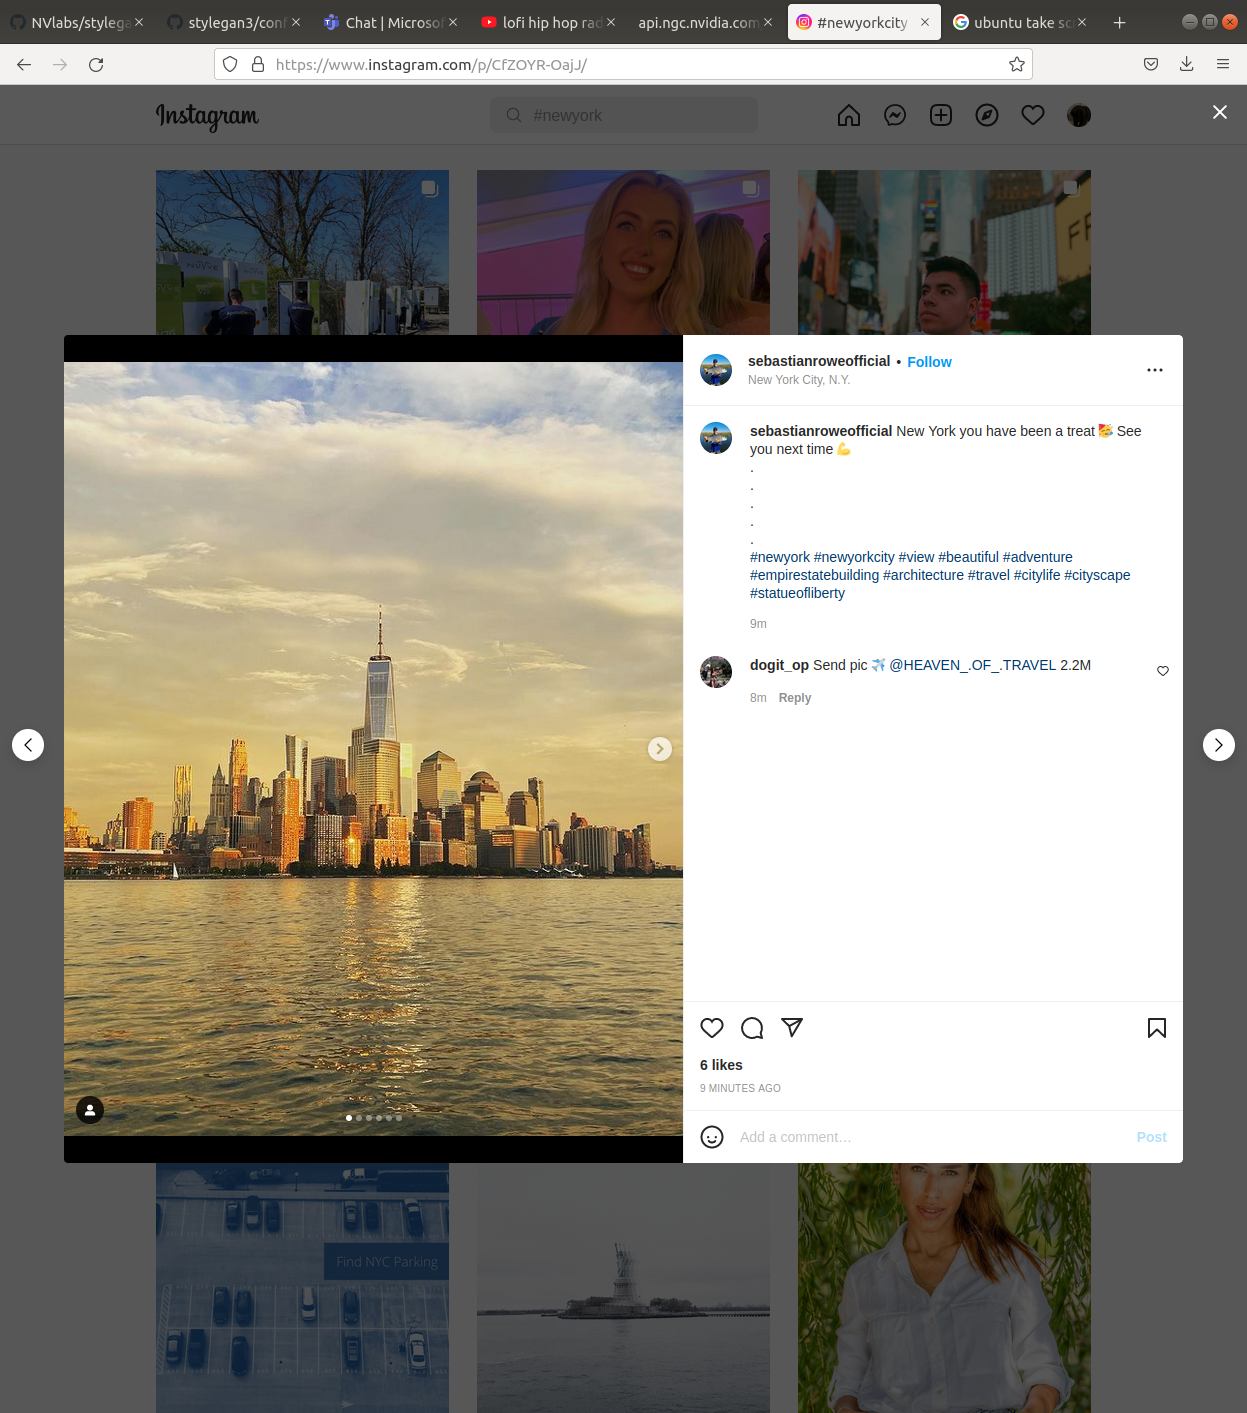 NVlabs/stylega
stylegan3/conf
Chat | Microsof
lofi hip hop rad
api.ngc.nvidia.com
#newyorkcity
ubuntu take scr
https://www.instagram.com/p/CfZOYR-OajJ/
Instagram
#newyork
sebastianroweofficial • Follow
New York City, N.Y.
sebastianroweofficial New York you have been a treat 🥳 See
you next time 💪
.
.
.
.
.
#newyork #newyorkcity #view #beautiful #adventure
#empirestatebuilding #architecture #travel #citylife #cityscape
#statueofliberty
9m
dogit_op Send pic ✈️ @HEAVEN_.OF_.TRAVEL 2.2M
8m Reply
6 likes
9 MINUTES AGO
Add a comment…
Post
Find NYC Parking